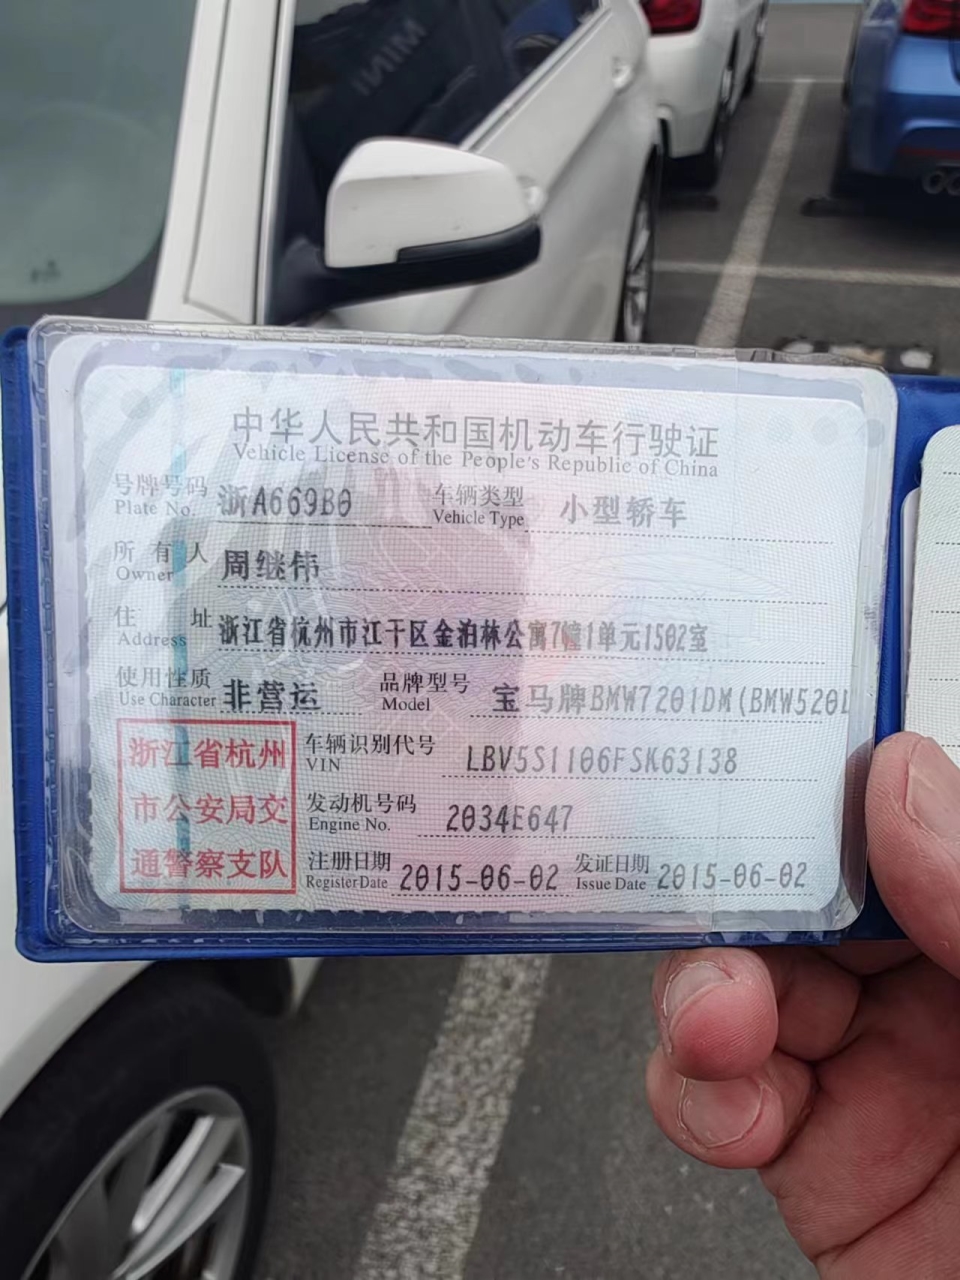 MINI
中华人民共和国机动车行驶证
Vehicle License of the People's Republic of China
号牌号码 浙A669B0 车辆类型 小型轿车
Plate No. Vehicle Type
所有人 周继伟
Owner
住址 浙江省杭州市江干区金泊林公寓7幢1单元1502室
Address
使用性质 非营运 品牌型号 宝马牌BMW7201DM(BMW520L
Use Character Model
浙江省杭州
市公安局交
通警察支队
车辆识别代号 LBV5S1106FSK63138
VIN
发动机号码 2034E647
Engine No.
注册日期 2015-06-02 发证日期 2015-06-02
Register Date Issue Date